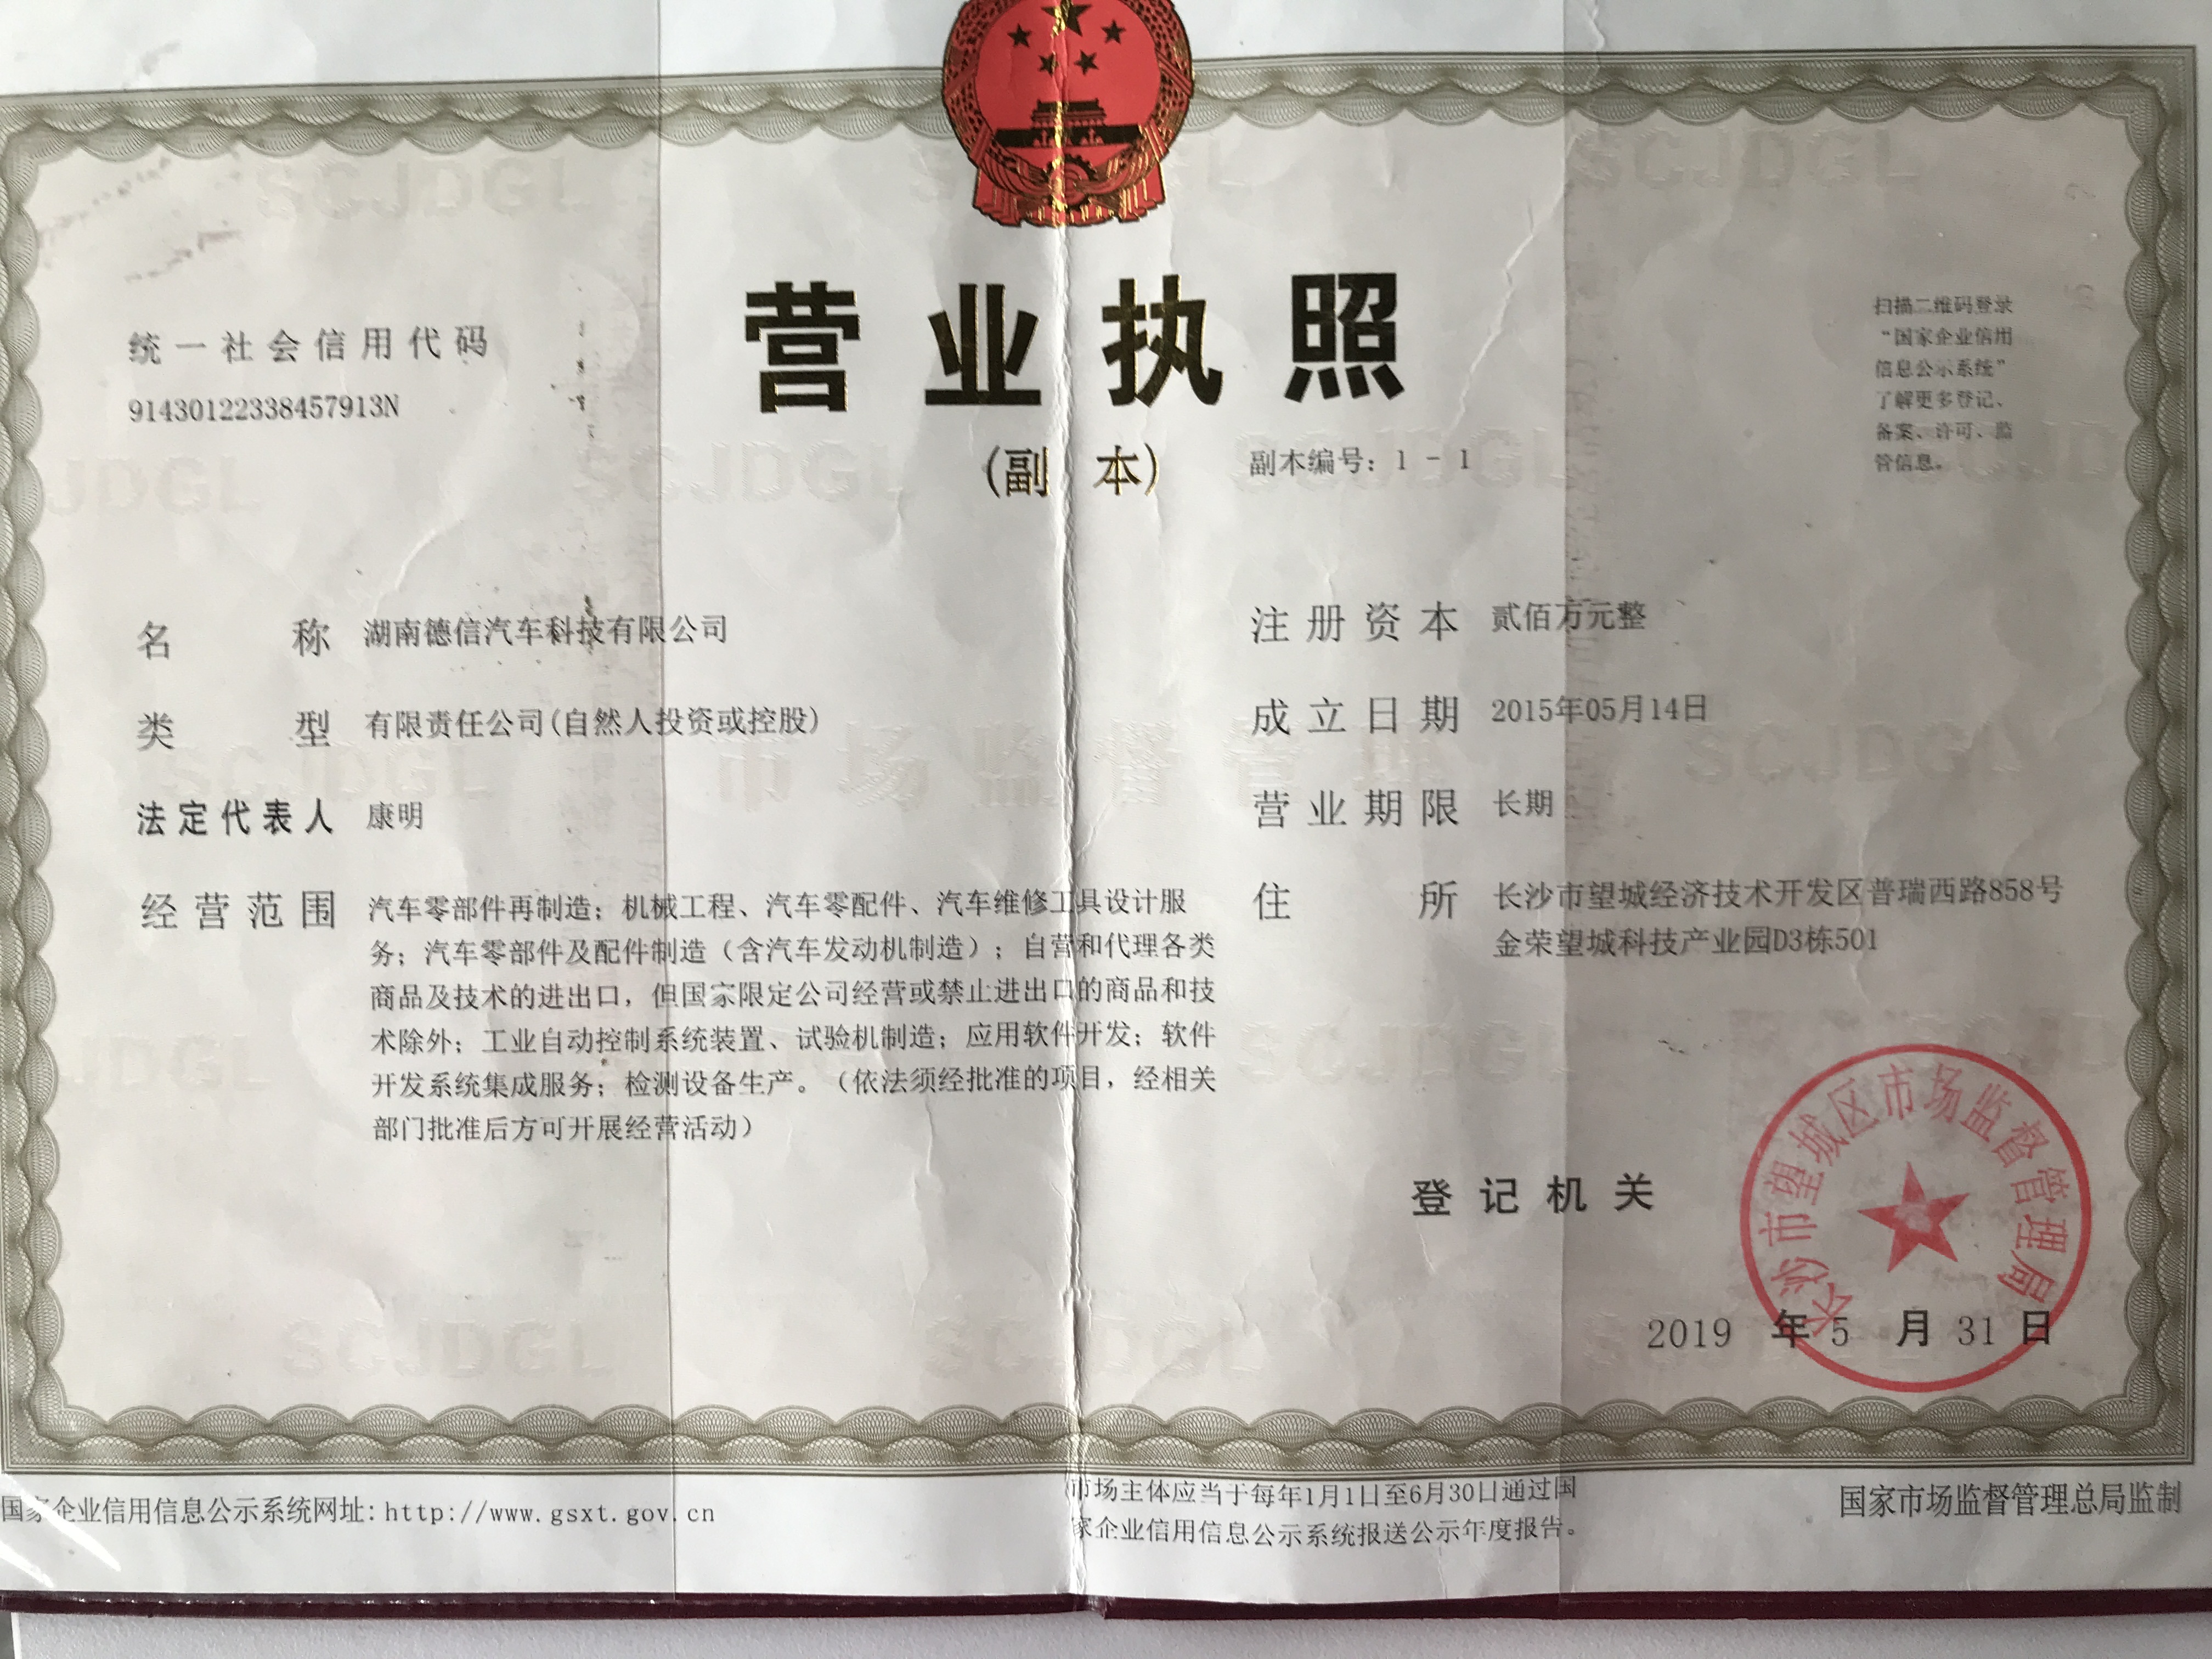 营业执照
(副 本)
副本编号：1 - 1
统一社会信用代码
91430122338457913N
扫描二维码登录
“国家企业信用
信息公示系统”
了解更多登记、
备案、许可、监
管信息。
名 称 湖南德信汽车科技有限公司
类 型 有限责任公司(自然人投资或控股)
法定代表人 康明
经营范围 汽车零部件再制造；机械工程、汽车零配件、汽车维修工具设计服
务；汽车零部件及配件制造（含汽车发动机制造）；自营和代理各类
商品及技术的进出口，但国家限定公司经营或禁止进出口的商品和技
术除外；工业自动控制系统装置、试验机制造；应用软件开发；软件
开发系统集成服务；检测设备生产。（依法须经批准的项目，经相关
部门批准后方可开展经营活动）
注册资本 贰佰万元整
成立日期 2015年05月14日
营业期限 长期
住 所 长沙市望城经济技术开发区普瑞西路858号
金荣望城科技产业园D3栋501
登记机关
长沙市望城区市场监督管理局
2019 年 5 月 31 日
国家企业信用信息公示系统网址：http://www.gsxt.gov.cn
市场主体应当于每年1月1日至6月30日通过国
家企业信用信息公示系统报送公示年度报告。
国家市场监督管理总局监制
SCJDGL
市场监督管理